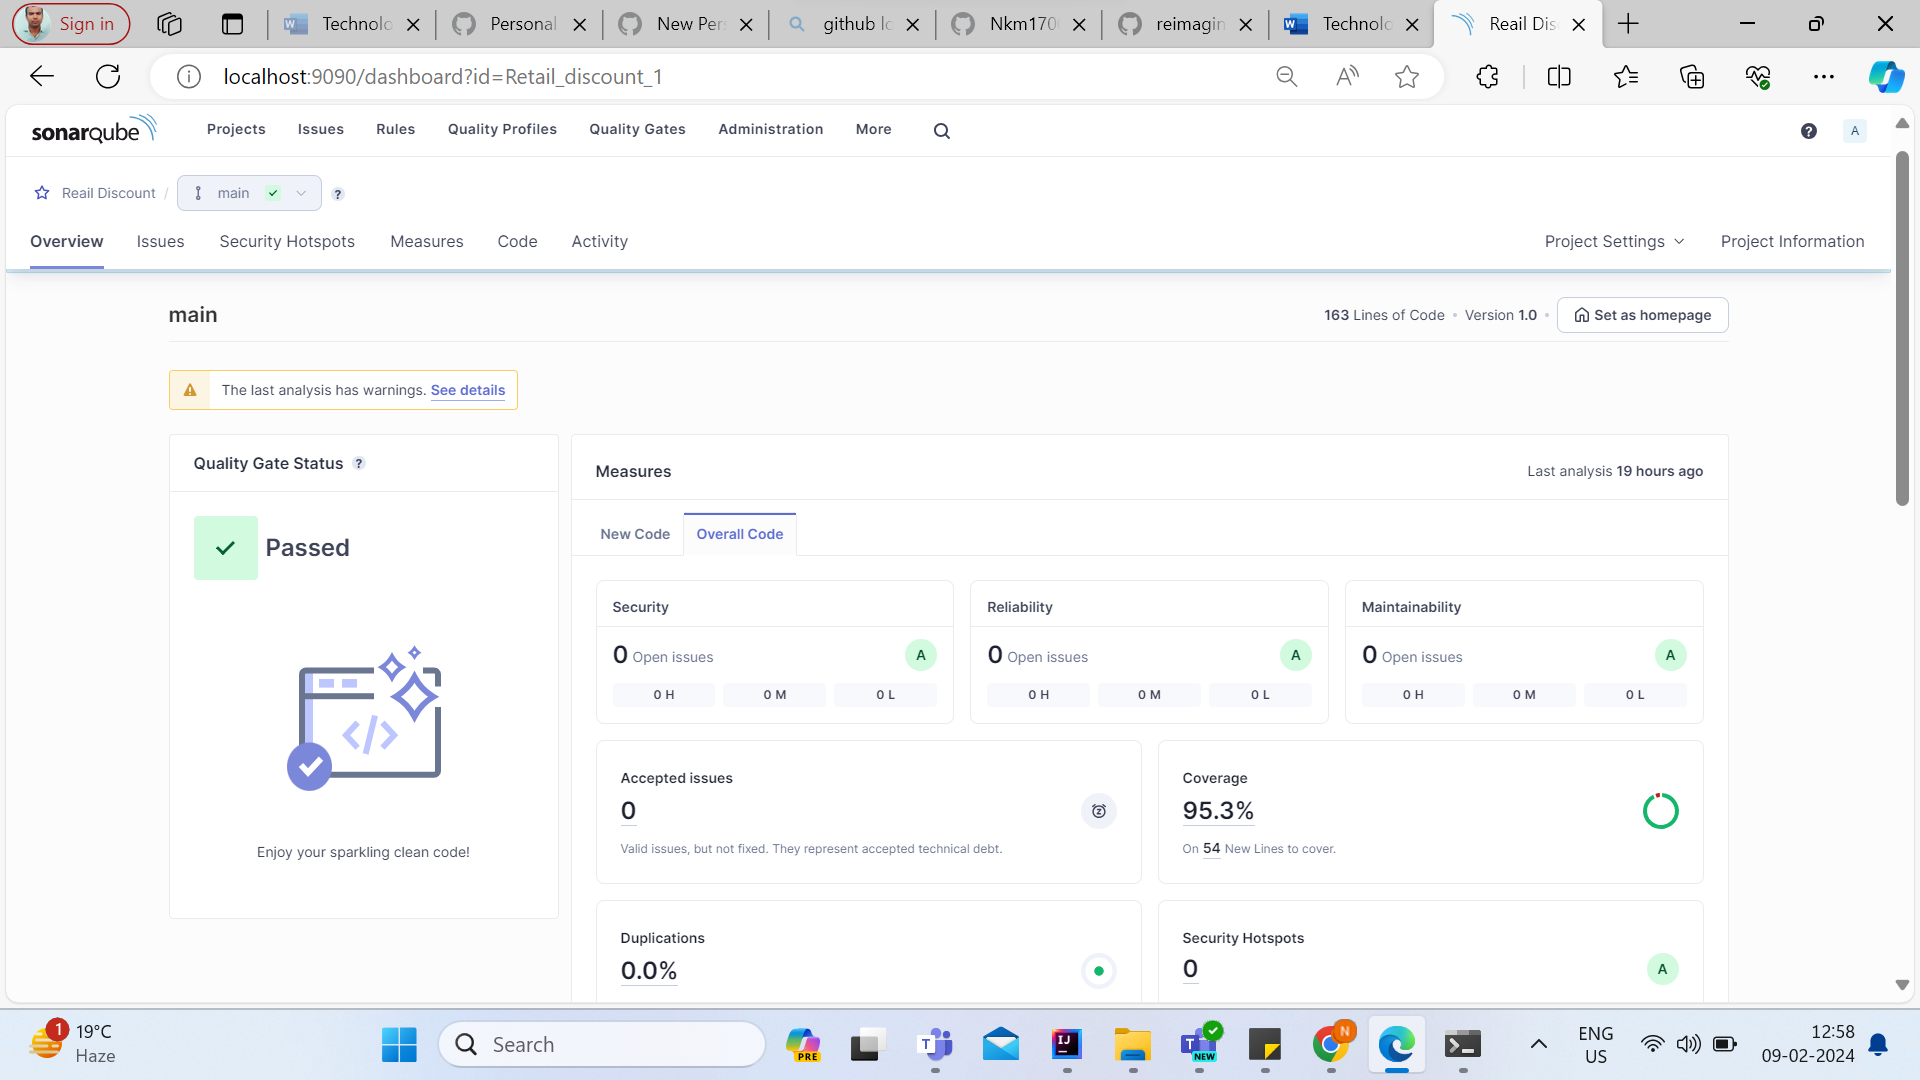 Sign in
Technolo
Personal
New Per
github lo
Nkm170
reimagin
Technolo
Reail Dis
localhost:9090/dashboard?id=Retail_discount_1
sonarqube
Projects Issues Rules Quality Profiles Quality Gates Administration More
A
Reail Discount / main
Overview Issues Security Hotspots Measures Code Activity
Project Settings Project Information
main
163 Lines of Code • Version 1.0 • Set as homepage
The last analysis has warnings. See details
Quality Gate Status ?
Passed
Enjoy your sparkling clean code!
Measures
Last analysis 19 hours ago
New Code Overall Code
Security
0 Open issues A
0 H 0 M 0 L
Reliability
0 Open issues A
0 H 0 M 0 L
Maintainability
0 Open issues A
0 H 0 M 0 L
Accepted issues
0
Valid issues, but not fixed. They represent accepted technical debt.
Coverage
95.3%
On 54 New Lines to cover.
Duplications
0.0%
Security Hotspots
0 A
1
19°C
Haze
Search
PRE
T
IJ
T
NEW
N
ENG
US
12:58
09-02-2024